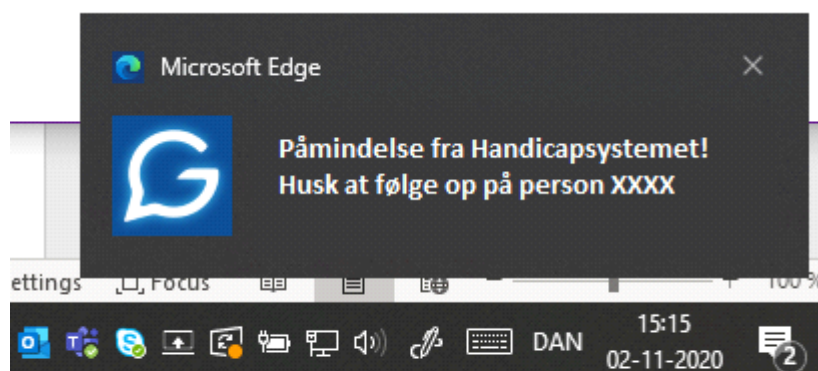 Microsoft Edge
Påmindelse fra Handicapsystemet!
Husk at følge op på person XXXX
ettings Focus 100 %
DAN 15:15
02-11-2020 2